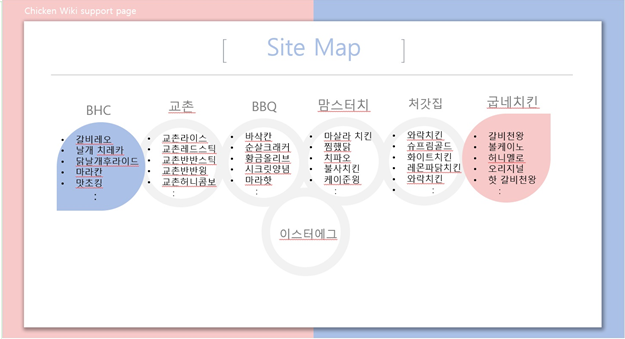 Chicken Wiki support page
[ Site Map ]
BHC
• 갈비레오
• 날개 치레카
• 닭날개후라이드
• 마라칸
• 맛초킹
:
교촌
• 교촌라이스
• 교촌레드스틱
• 교촌반반스틱
• 교촌반반윙
• 교촌허니콤보
:
BBQ
• 바삭칸
• 순살크래커
• 황금올리브
• 시크릿양념
• 마라핫
:
맘스터치
• 마살라 치킨
• 찜했닭
• 치파오
• 불사치킨
• 케이준윙
:
처갓집
• 와락치킨
• 슈프림골드
• 화이트치킨
• 레몬파닭치킨
• 와락치킨
• :
굽네치킨
• 갈비천왕
• 볼케이노
• 허니멜로
• 오리지널
• 핫 갈비천왕
:
이스터에그